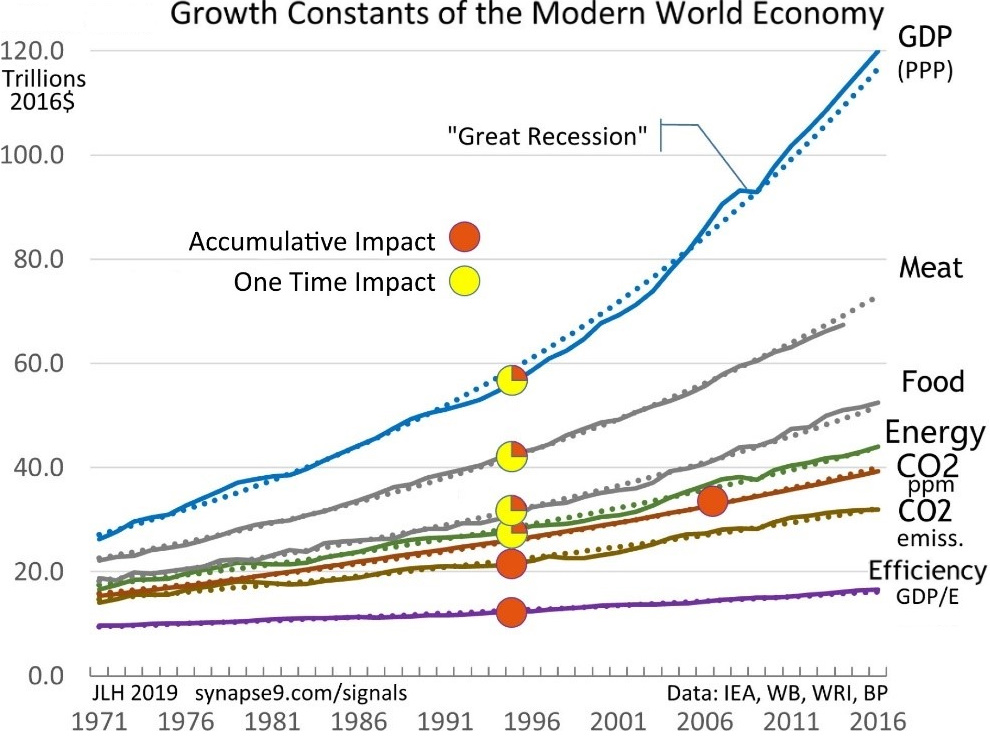 Growth Constants of the Modern World Economy
120.0
Trillions
2016$
100.0
80.0
60.0
40.0
20.0
0.0
"Great Recession"
Accumulative Impact
One Time Impact
GDP
(PPP)
Meat
Food
Energy
CO2
ppm
CO2
emiss.
Efficiency
GDP/E
JLH 2019 synapse9.com/signals
Data: IEA, WB, WRI, BP
1971 1976 1981 1986 1991 1996 2001 2006 2011 2016